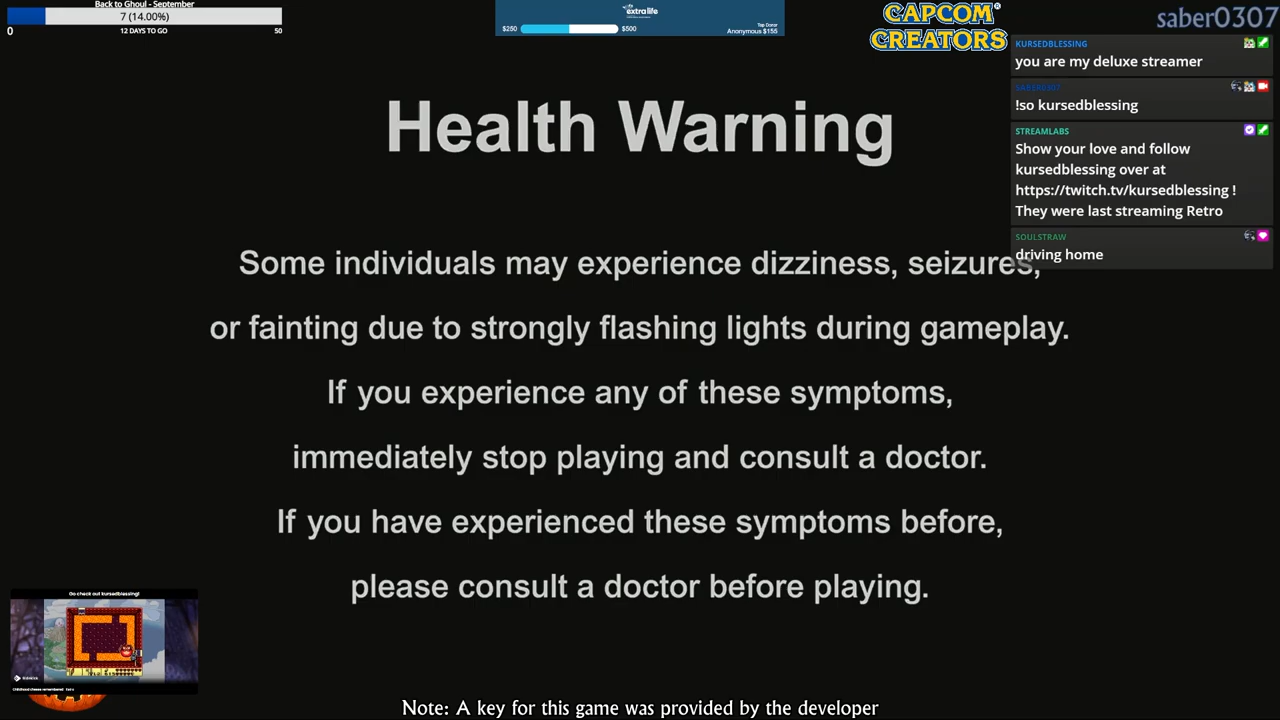 Back to Ghoul - September
7 (14.00%)
0
12 DAYS TO GO
50
extralife
$250
$500
Top Donor
Anonymous $155
CAPCOM
CREATORS
saber0307
KURSEDBLESSING
you are my deluxe streamer
SABER0307
!so kursedblessing
STREAMLABS
Show your love and follow
kursedblessing over at
https://twitch.tv/kursedblessing !
They were last streaming Retro
SOULSTRAW
driving home
Health Warning
Some individuals may experience dizziness, seizures,
or fainting due to strongly flashing lights during gameplay.
If you experience any of these symptoms,
immediately stop playing and consult a doctor.
If you have experienced these symptoms before,
please consult a doctor before playing.
Go check out kursedblessing!
Note: A key for this game was provided by the developer